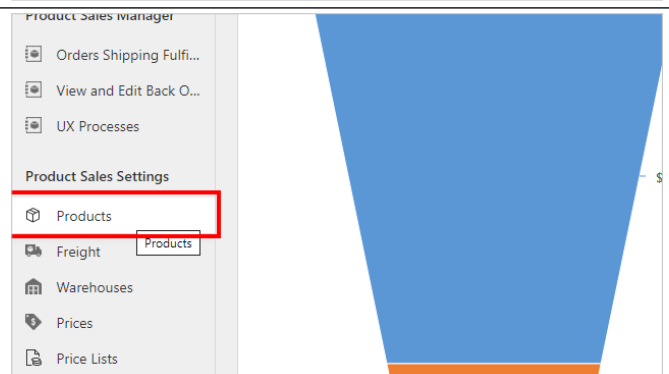 Product Sales Manager
Orders Shipping Fulfi...
View and Edit Back O...
UX Processes
Product Sales Settings
$
Products
Products
Freight
Warehouses
Prices
Price Lists